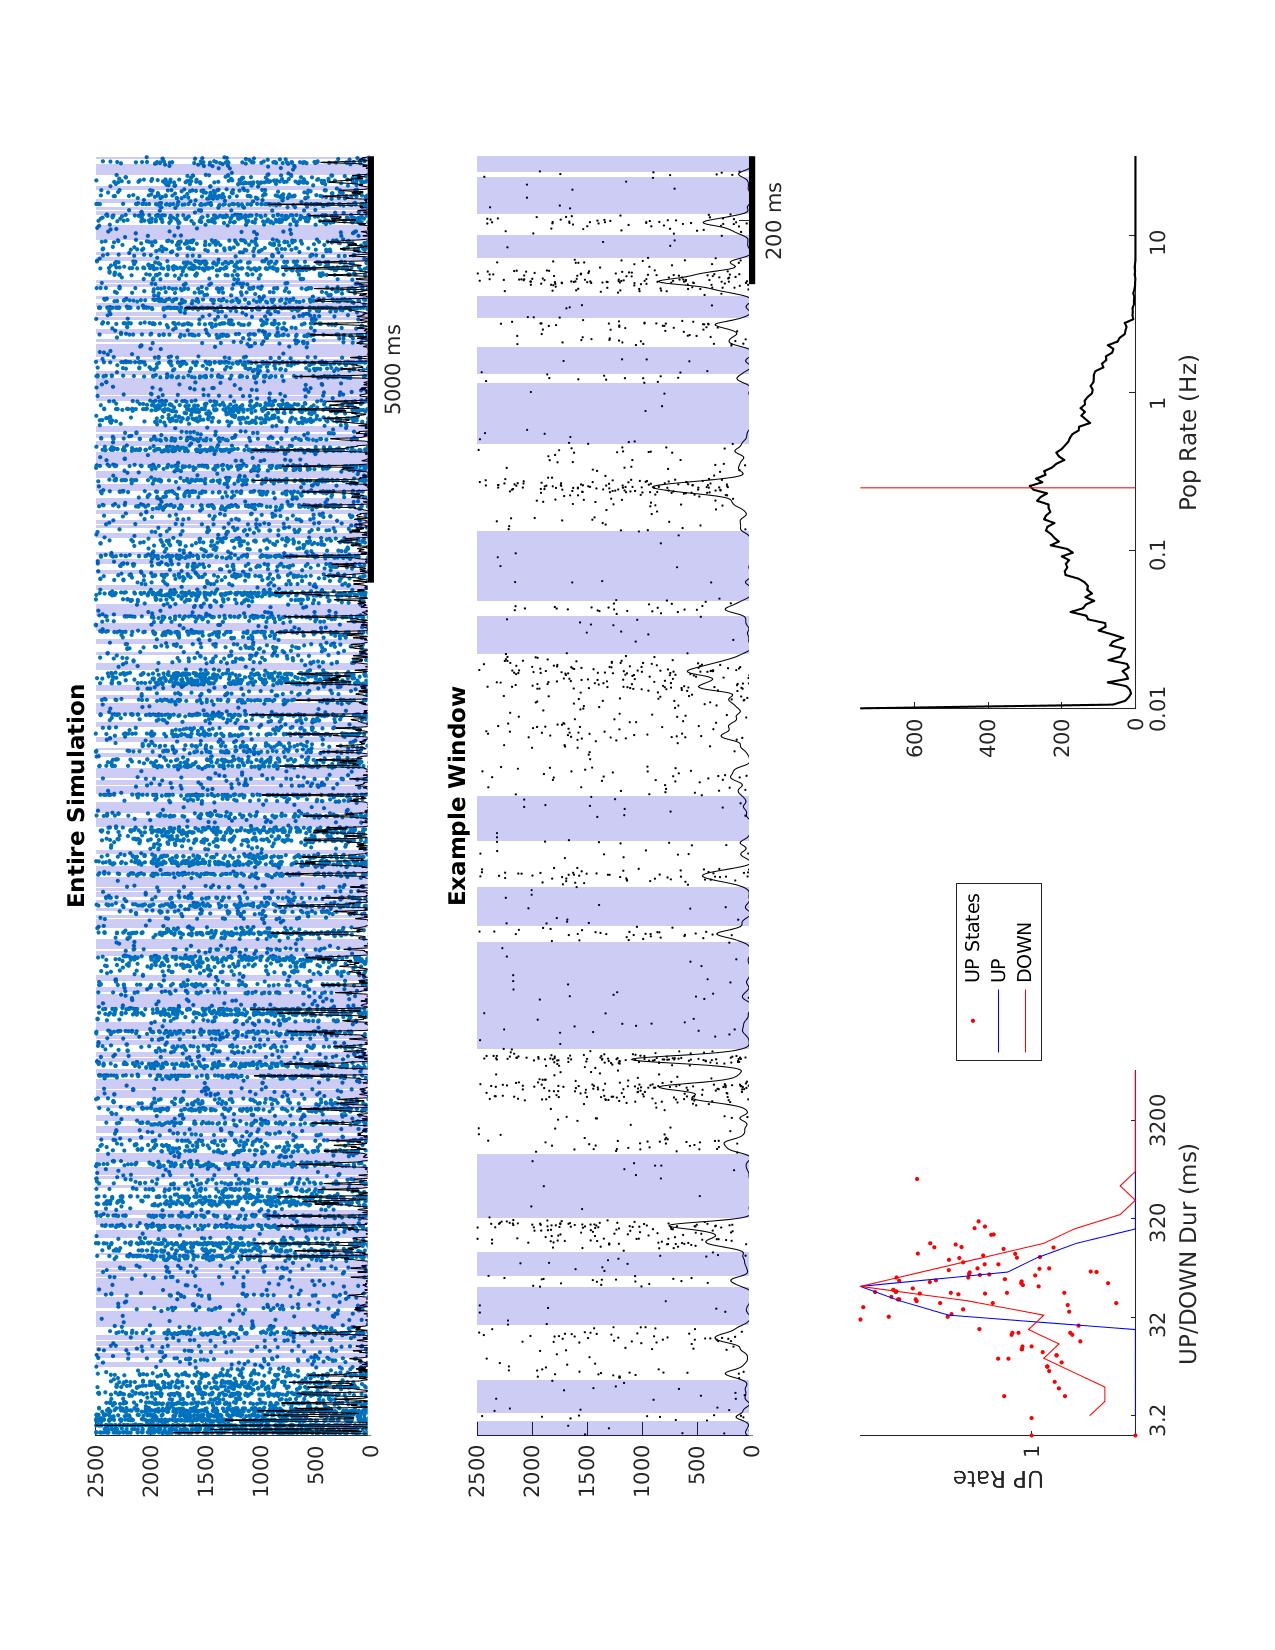 Entire Simulation
2500
2000
1500
1000
500
0
5000 ms
Example Window
2500
2000
1500
1000
500
0
200 ms
UP Rate
1
3.2 32 320 3200
UP/DOWN Dur (ms)
UP States
UP
DOWN
600
400
200
0
0.01 0.1 1 10
Pop Rate (Hz)